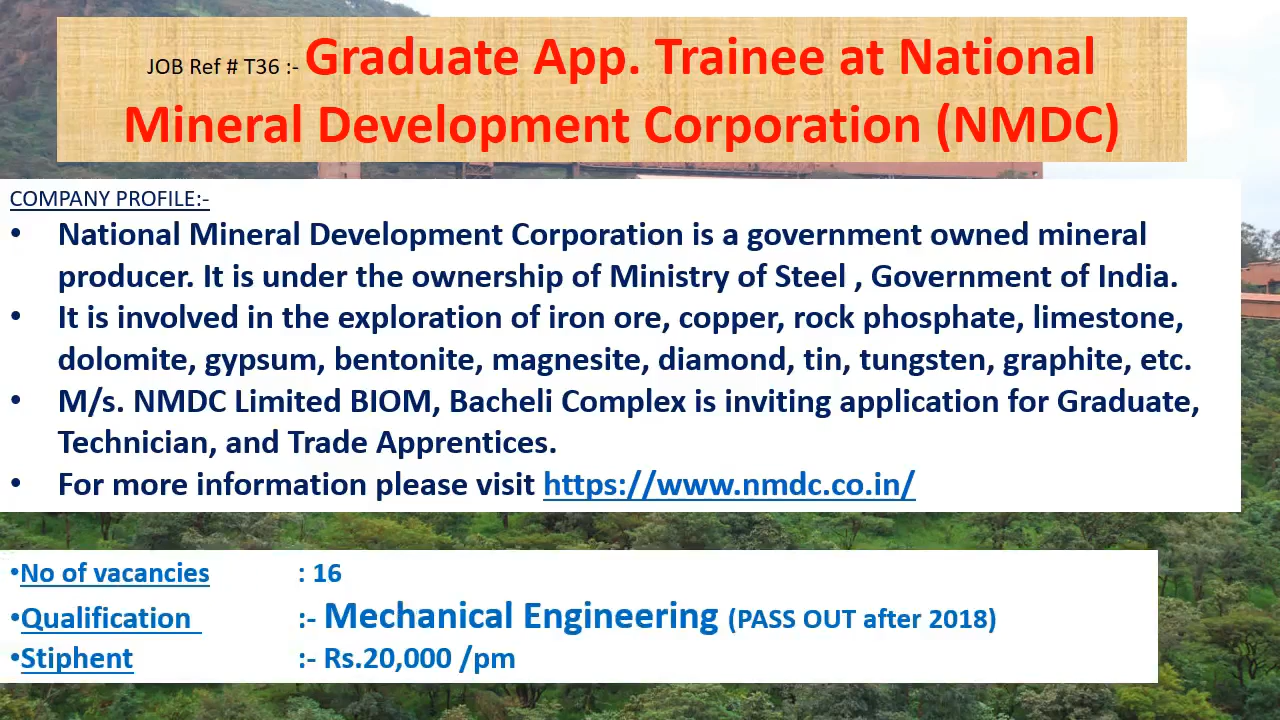 JOB Ref # T36 :- Graduate App. Trainee at National
Mineral Development Corporation (NMDC)
COMPANY PROFILE:-
• National Mineral Development Corporation is a government owned mineral
producer. It is under the ownership of Ministry of Steel , Government of India.
• It is involved in the exploration of iron ore, copper, rock phosphate, limestone,
dolomite, gypsum, bentonite, magnesite, diamond, tin, tungsten, graphite, etc.
• M/s. NMDC Limited BIOM, Bacheli Complex is inviting application for Graduate,
Technician, and Trade Apprentices.
• For more information please visit https://www.nmdc.co.in/
•No of vacancies : 16
•Qualification :- Mechanical Engineering (PASS OUT after 2018)
•Stiphent :- Rs.20,000 /pm